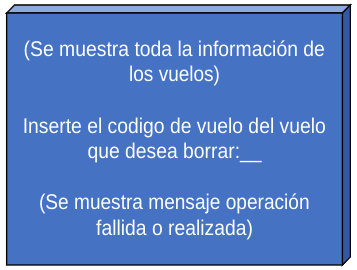 (Se muestra toda la información de
los vuelos)
Inserte el codigo de vuelo del vuelo
que desea borrar:__
(Se muestra mensaje operación
fallida o realizada)